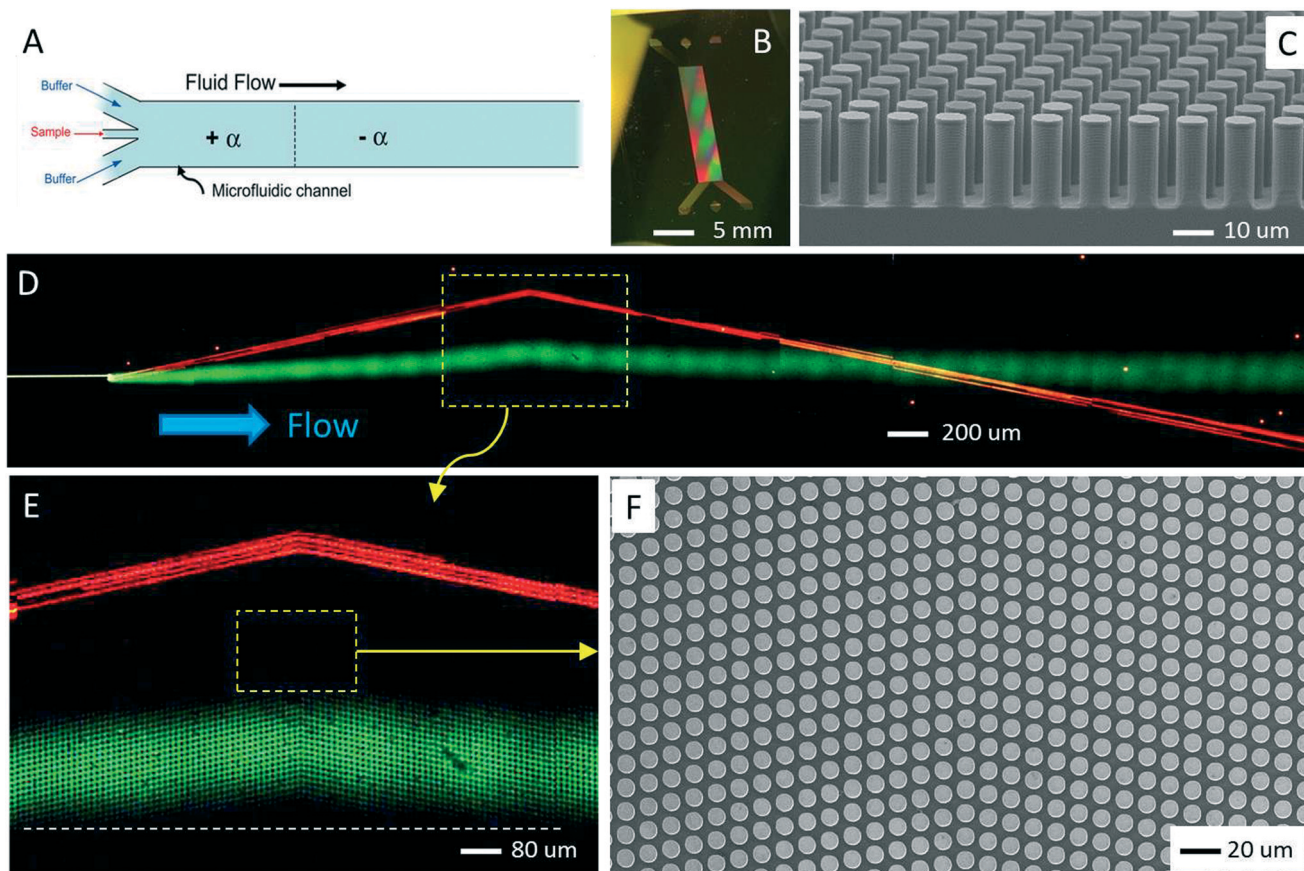 A
Buffer
Fluid Flow
Sample
+ α
- α
Buffer
Microfluidic channel
B
5 mm
C
10 um
D
Flow
200 um
E
80 um
F
20 um